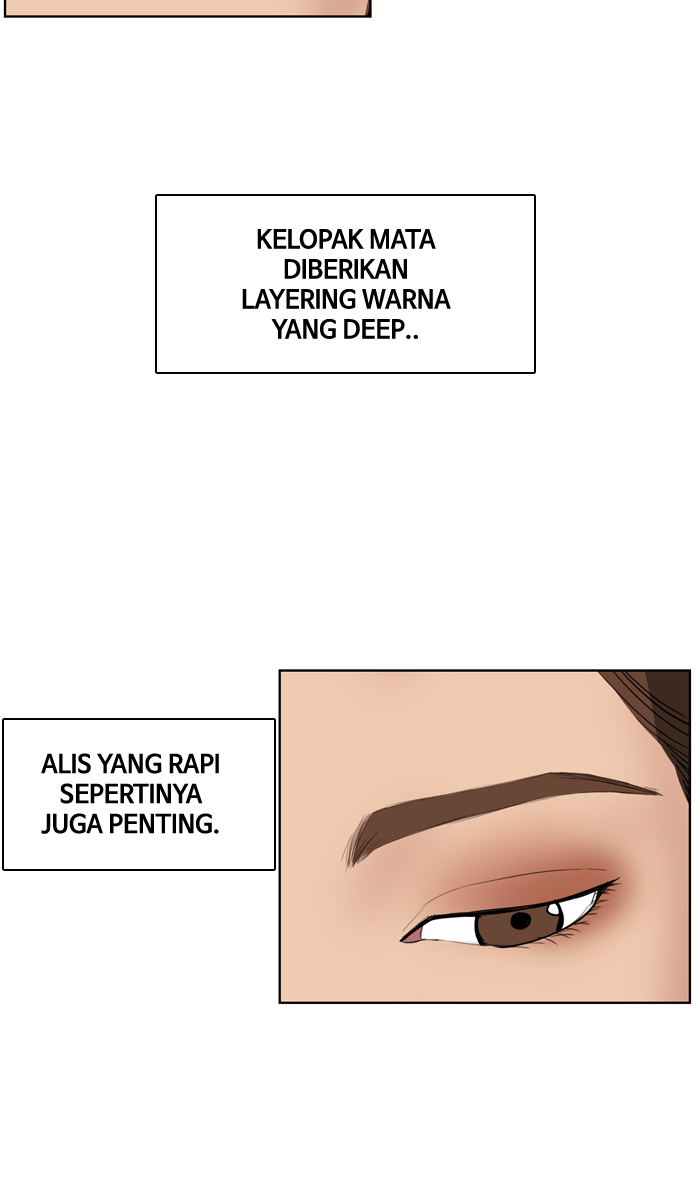 KELOPAK MATA
DIBERIKAN
LAYERING WARNA
YANG DEEP..
ALIS YANG RAPI
SEPERTINYA
JUGA PENTING.